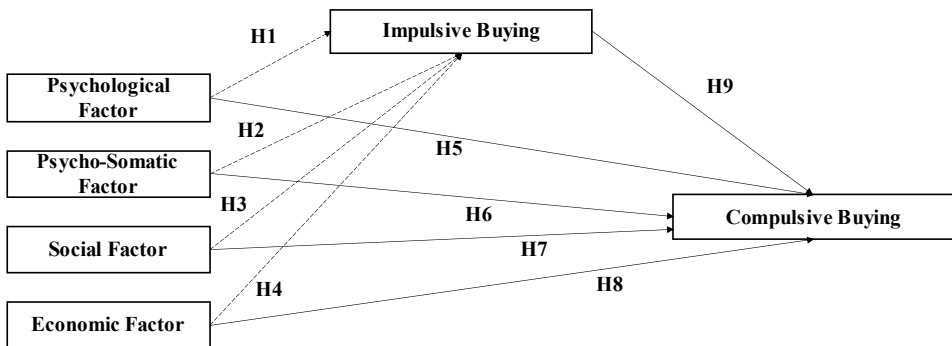 Impulsive Buying
H1
H9
Psychological
Factor
H2
H5
Psycho-Somatic
Factor
H3
H6
Compulsive Buying
Social Factor
H7
H4
H8
Economic Factor